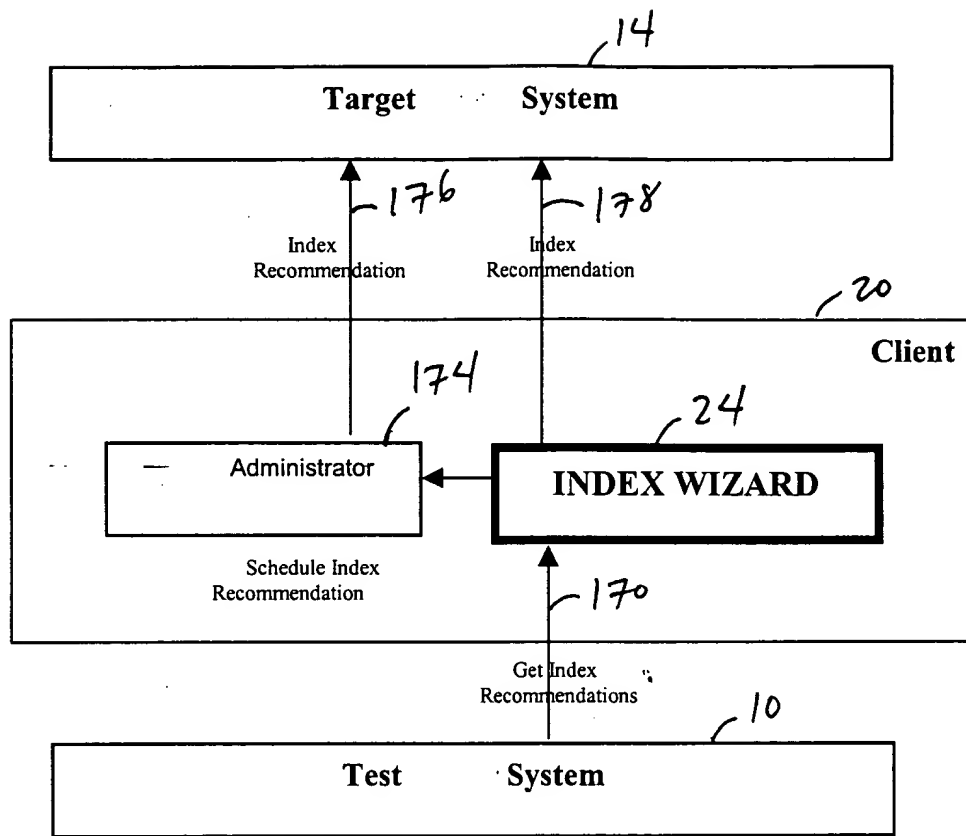 14
Target System
176
178
Index
Recommendation
Index
Recommendation
20
Client
174
24
Administrator
INDEX WIZARD
Schedule Index
Recommendation
170
Get Index
Recommendations
10
Test System